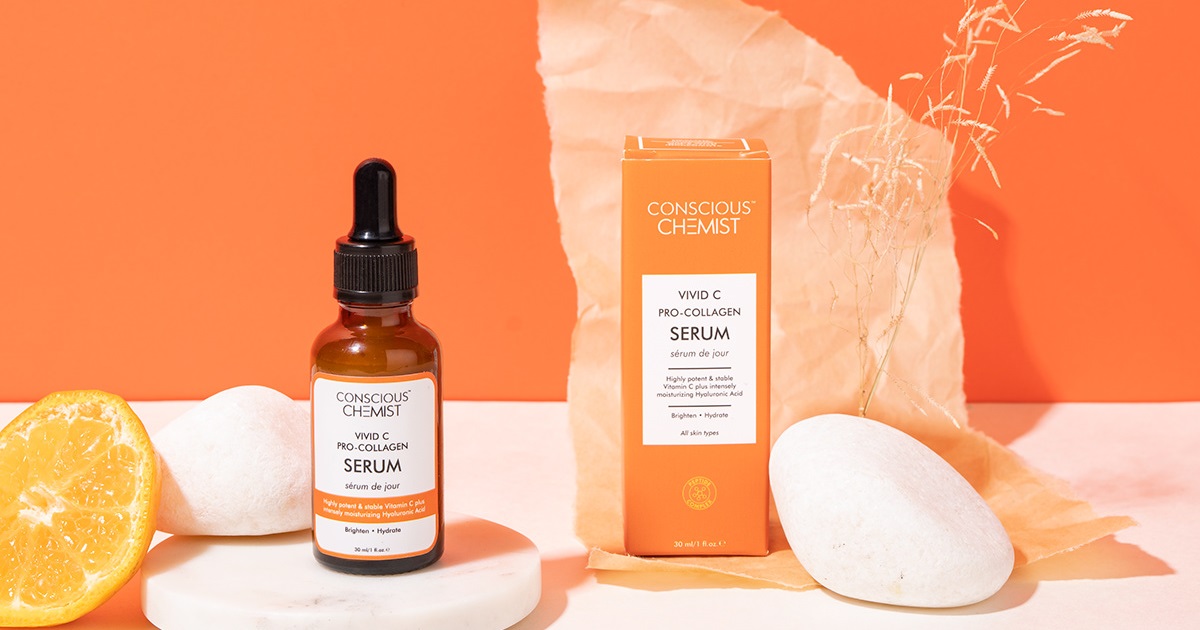 CONSCIOUS™
CHEMIST
VIVID C
PRO-COLLAGEN
SERUM
sérum de jour
Highly potent & stable Vitamin C plus
intensely moisturizing Hyaluronic Acid
Brighten • Hydrate
30 ml/1 fl.oz.℮
CONSCIOUS™
CHEMIST
VIVID C
PRO-COLLAGEN
SERUM
sérum de jour
Highly potent & stable
Vitamin C plus intensely
moisturizing Hyaluronic Acid
Brighten • Hydrate
All skin types
PEPTIDE
COMPLEX
30 ml/1 fl.oz.℮